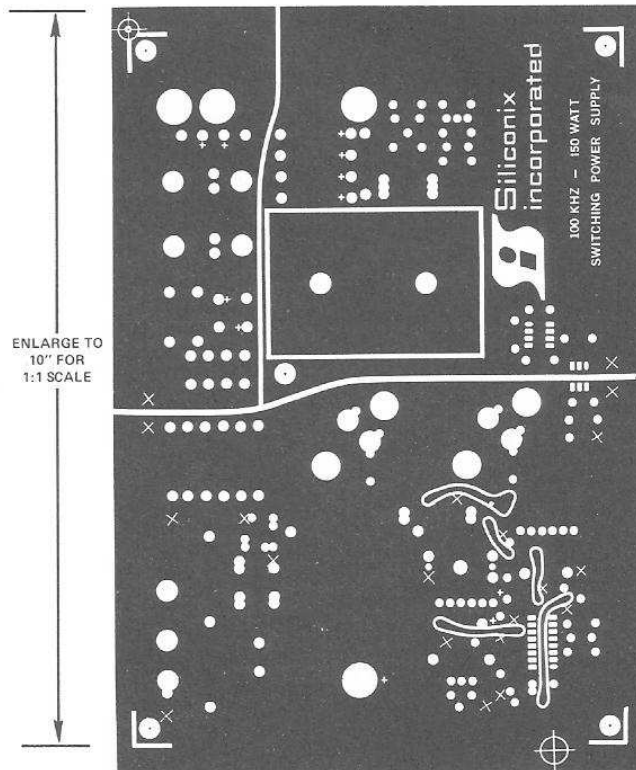 ENLARGE TO
10" FOR
1:1 SCALE
Siliconix
incorporated
100 KHZ – 150 WATT
SWITCHING POWER SUPPLY